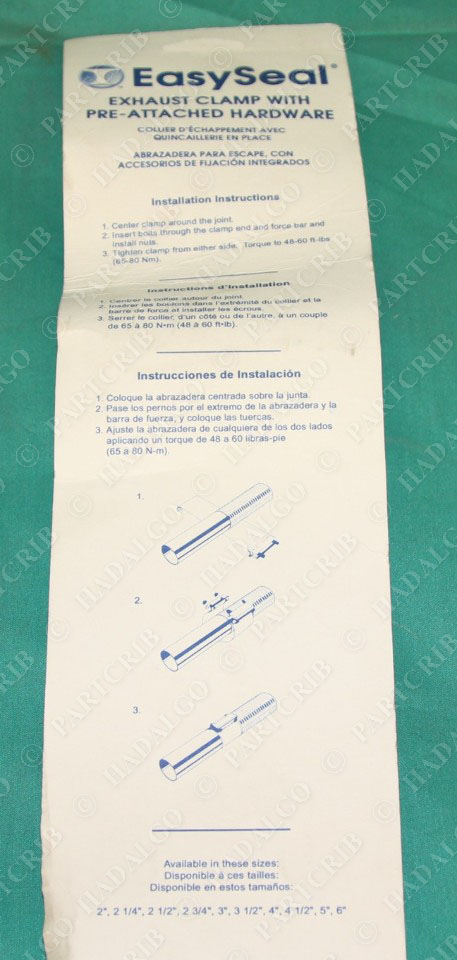 EasySeal®
EXHAUST CLAMP WITH
PRE-ATTACHED HARDWARE
COLLIER D'ÉCHAPPEMENT AVEC
QUINCAILLERIE EN PLACE
ABRAZADERA PARA ESCAPE, CON
ACCESORIOS DE FIJACIÓN INTEGRADOS
Installation Instructions
1. Center clamp around the joint.
2. Insert bolts through the clamp end and force bar and
install nuts.
3. Tighten clamp from either side. Torque to 48-60 ft-lbs
(65-80 Nm).
Instructions d'Installation
1. Centrer le collier autour du joint.
2. Insérer les boulons dans l'extrémité du collier et la
barre de force et installer les écrous.
3. Serrer le collier, d'un côté ou de l'autre, à un couple
de 65 à 80 N•m (48 à 60 ft•lb).
Instrucciones de Instalación
1. Coloque la abrazadera centrada sobre la junta.
2. Pase los pernos por el extremo de la abrazadera y la
barra de fuerza, y coloque las tuercas.
3. Ajuste la abrazadera de cualquiera de los dos lados
aplicando un torque de 48 a 60 libras-pie
(65 a 80 N-m).
1.
2.
3.
Available in these sizes:
Disponible à ces tailles:
Disponible en estos tamaños:
2", 2 1/4", 2 1/2", 2 3/4", 3", 3 1/2", 4", 4 1/2", 5", 6"
© HADALGO PARTCRIB